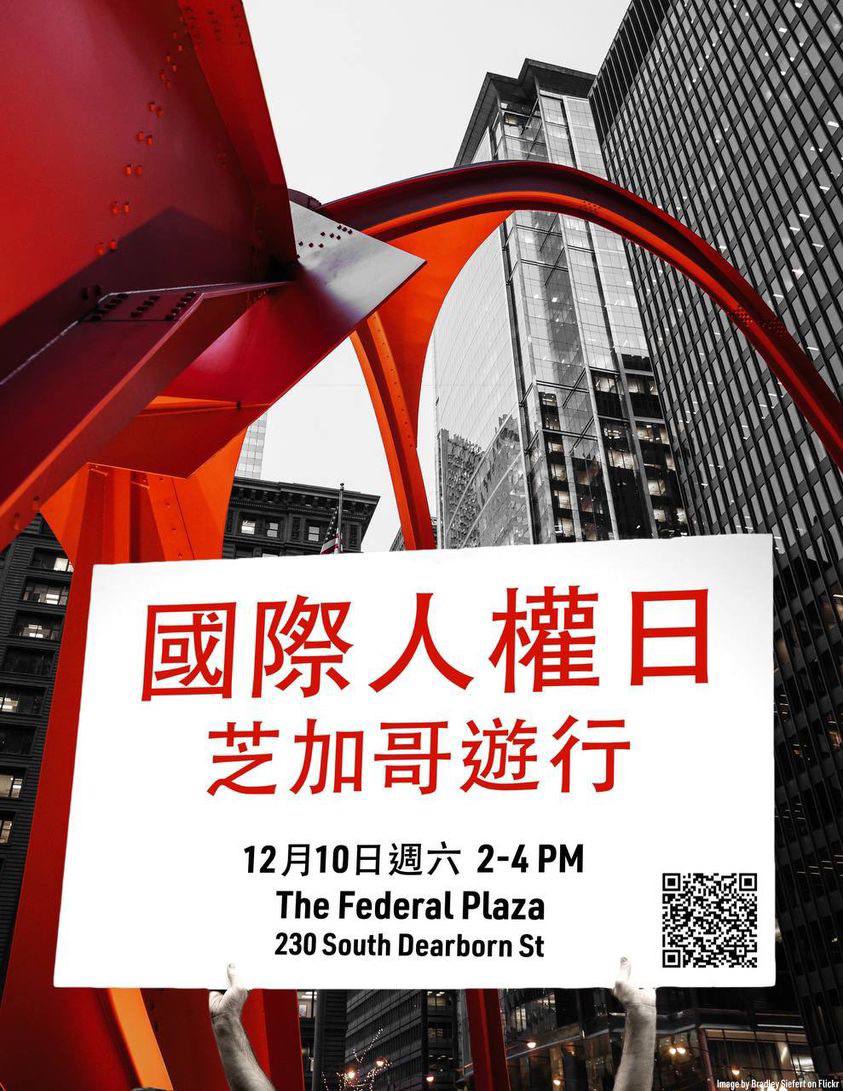 國際人權日
芝加哥遊行
12月10日週六 2-4 PM
The Federal Plaza
230 South Dearborn St
Image by Bradley Siefert on Flickr